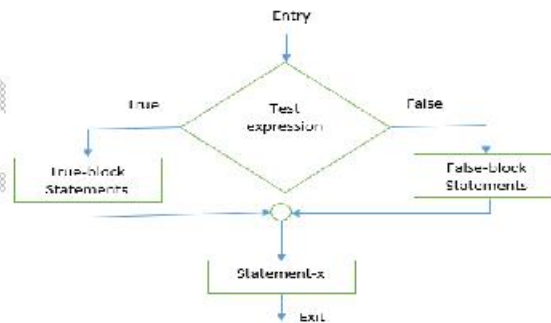 Entry
True
Test
expression
False
True-block
Statements
False-block
Statements
Statement-x
Exit